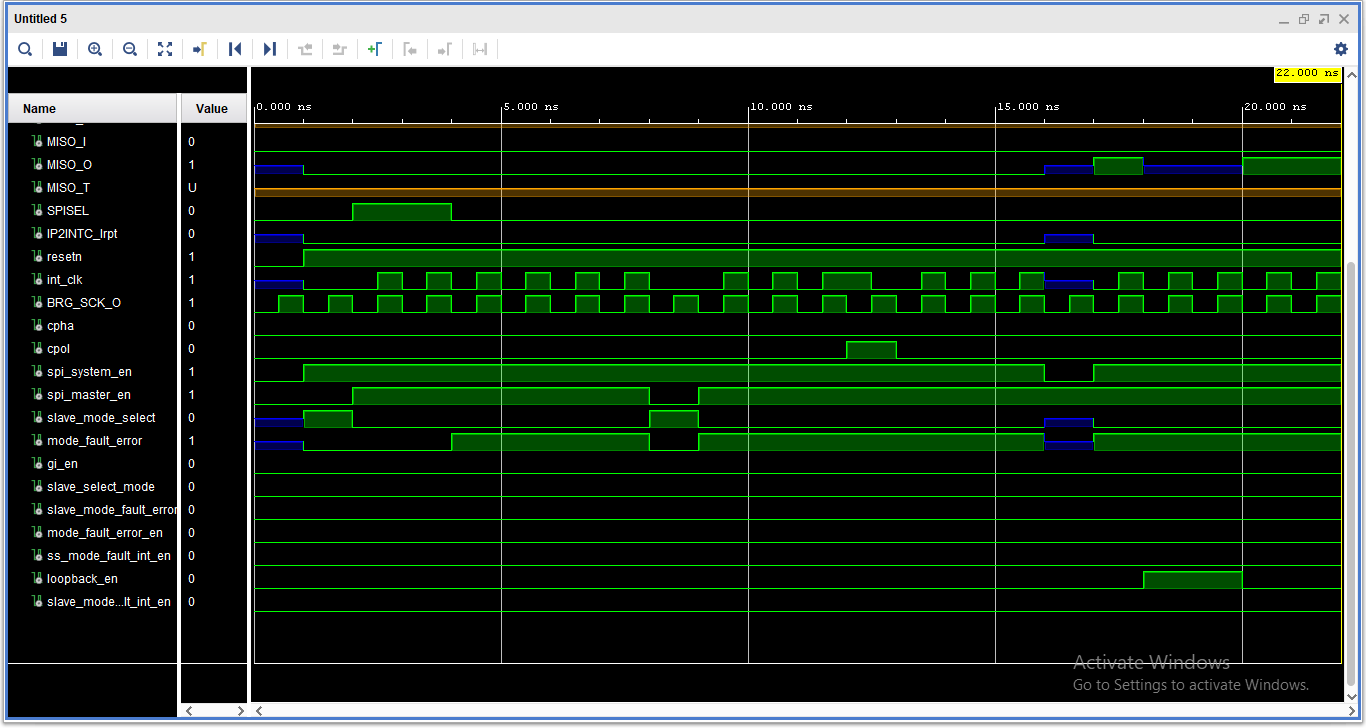 Untitled 5
22.000 ns
Name Value 0.000 ns 5.000 ns 10.000 ns 15.000 ns 20.000 ns
MISO_I 0
MISO_O 1
MISO_T U
SPISEL 0
IP2INTC_Irpt 0
resetn 1
int_clk 1
BRG_SCK_O 1
cpha 0
cpol 0
spi_system_en 1
spi_master_en 1
slave_mode_select 0
mode_fault_error 1
gi_en 0
slave_select_mode 0
slave_mode_fault_error 0
mode_fault_error_en 0
ss_mode_fault_int_en 0
loopback_en 0
slave_mode...lt_int_en 0
Activate Windows
Go to Settings to activate Windows.